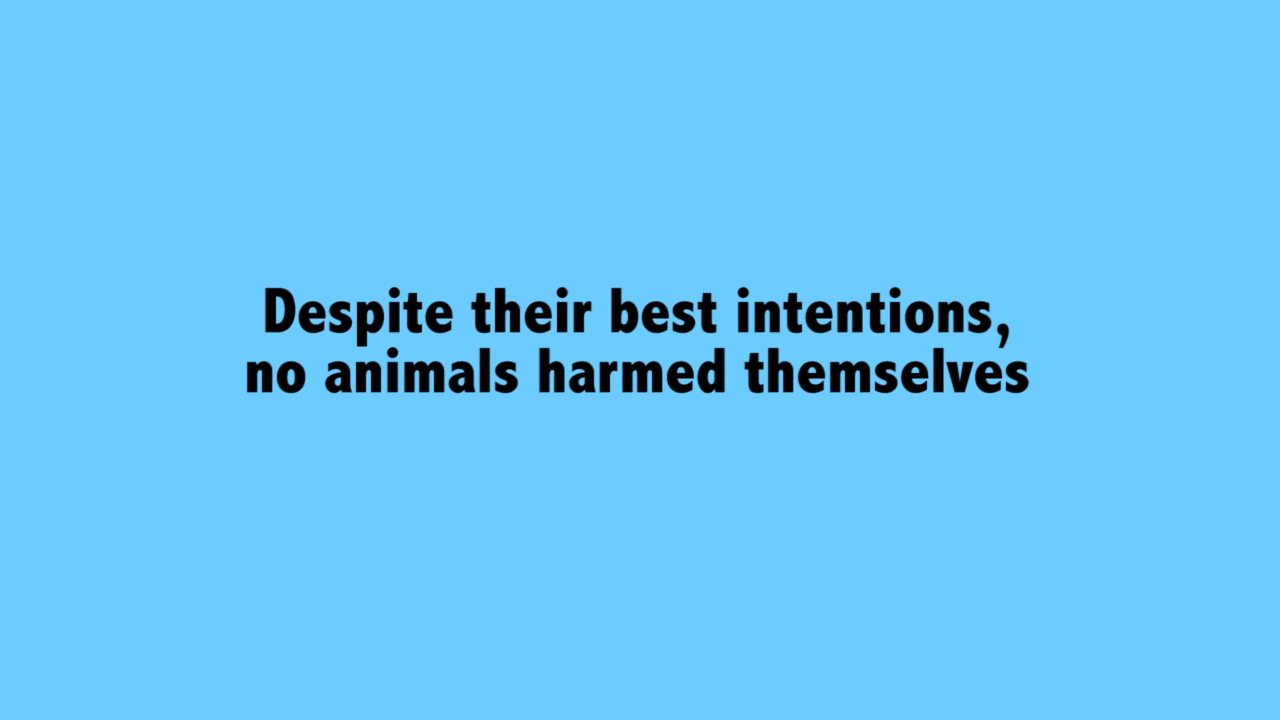 Despite their best intentions,
no animals harmed themselves